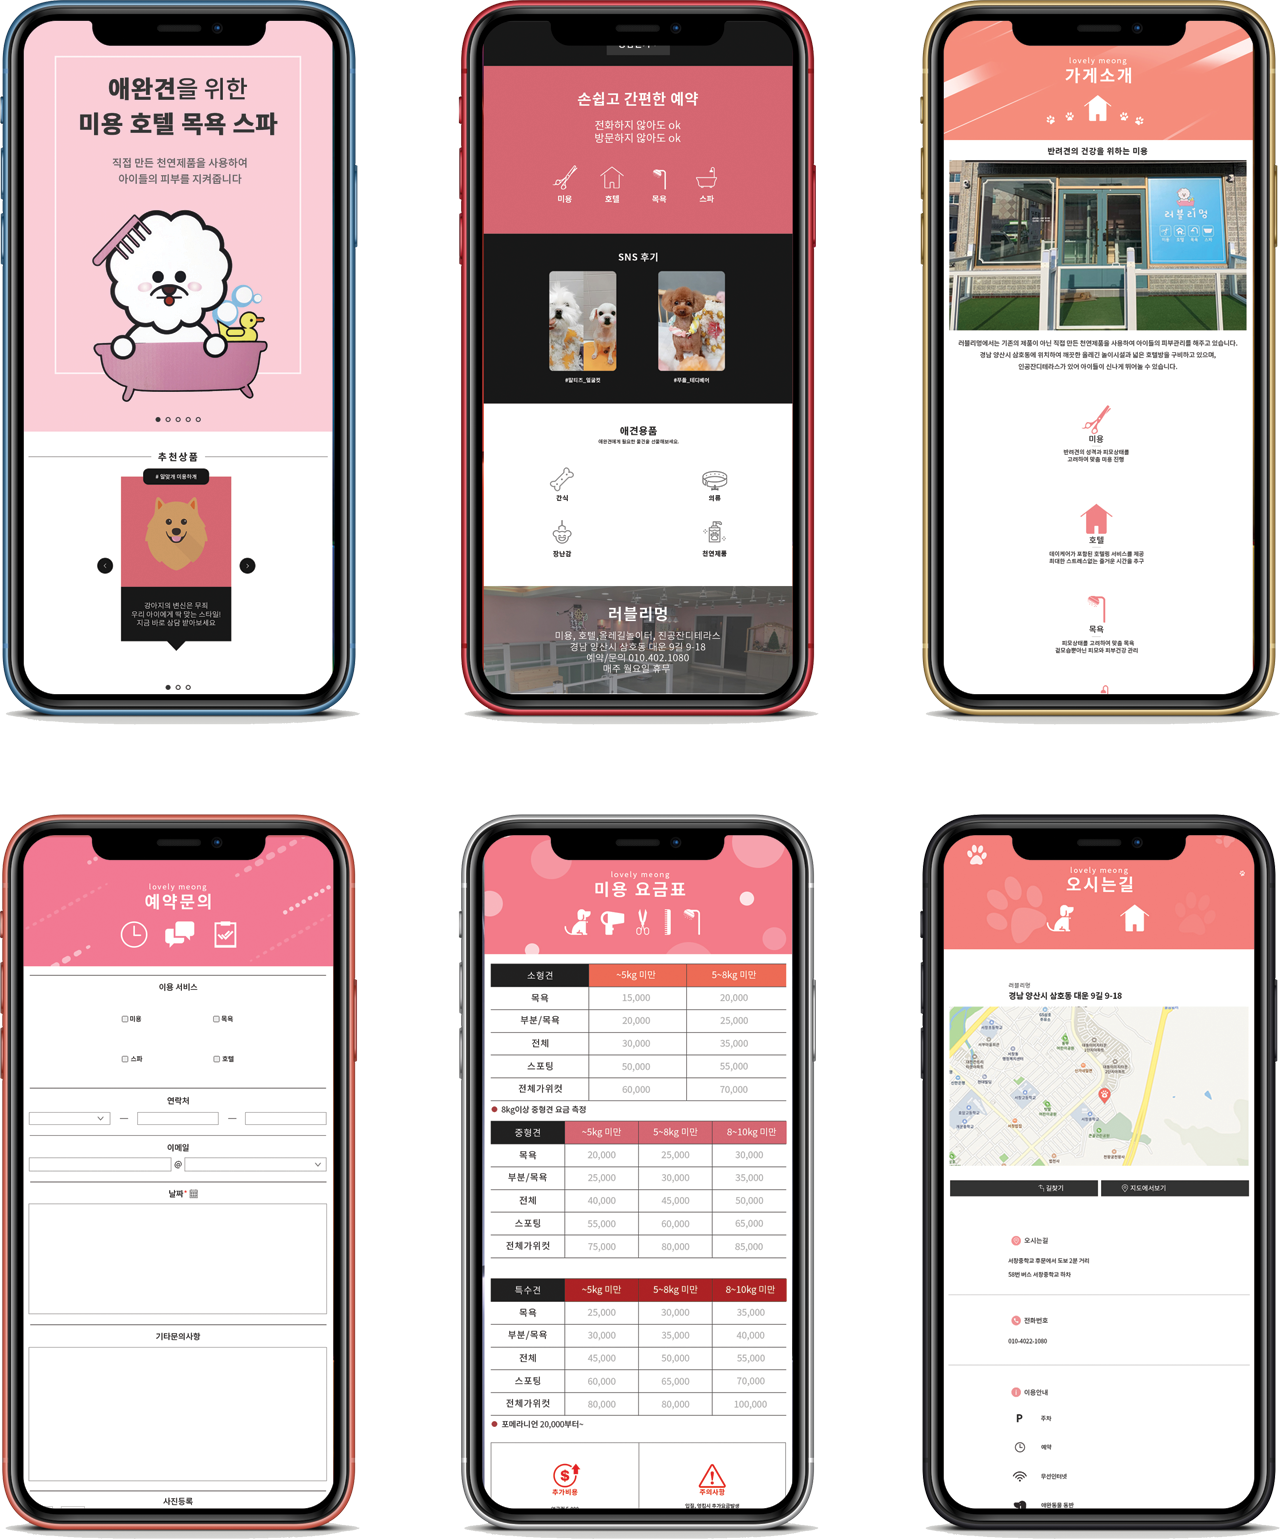 애완견을 위한
미용 호텔 목욕 스파
직접 만든 천연제품을 사용하여
아이들의 피부를 지켜줍니다
추천상품
# 알맞게 미용하게
강아지의 변신은 무죄
우리 아이에게 딱 맞는 스타일!
지금 바로 상담 받아보세요
손쉽고 간편한 예약
전화하지 않아도 ok
방문하지 않아도 ok
미용 호텔 목욕 스파
SNS 후기
#말티즈_얼굴컷 #푸들_테디베어
애견용품
애완견에게 필요한 물건을 선물해보세요.
간식 의류
장난감 천연제품
러블리멍
미용, 호텔,올레길놀이터, 진공잔디테라스
경남 양산시 삼호동 대운 9길 9-18
예약/문의 010.402.1080
매주 월요일 휴무
lovely meong
가게소개
반려견의 건강을 위하는 미용
러블리멍
미용 호텔 목욕 스파
러블리멍에서는 기존의 제품이 아닌 직접 만든 천연제품을 사용하여 아이들의 피부관리를 해주고 있습니다.
경남 양산시 삼호동에 위치하여 깨끗한 올레긴 놀이시설과 넓은 호텔방을 구비하고 있으며,
인공잔디테라스가 있어 아이들이 신나게 뛰어놀 수 있습니다.
미용
반려견의 성격과 피모상태를
고려하여 맞춤 미용 진행
호텔
데이케어가 포함된 호텔링 서비스를 제공
최대한 스트레스없는 즐거운 시간을 추구
목욕
피모상태를 고려하여 맞춤 목욕
겉모습뿐아닌 피모와 피부건강 관리
lovely meong
예약문의
이용 서비스
미용 목욕
스파 호텔
연락처
— —
이메일
@
날짜*
기타문의사항
사진등록
lovely meong
미용 요금표
소형견 ~5kg 미만 5~8kg 미만
목욕 15,000 20,000
부분/목욕 20,000 25,000
전체 30,000 35,000
스포팅 50,000 55,000
전체가위컷 60,000 70,000
8kg이상 중형견 요금 측정
중형견 ~5kg 미만 5~8kg 미만 8~10kg 미만
목욕 20,000 25,000 30,000
부분/목욕 25,000 30,000 35,000
전체 40,000 45,000 50,000
스포팅 55,000 60,000 65,000
전체가위컷 75,000 80,000 85,000
특수견 ~5kg 미만 5~8kg 미만 8~10kg 미만
목욕 25,000 30,000 35,000
부분/목욕 30,000 35,000 40,000
전체 45,000 50,000 55,000
스포팅 60,000 65,000 70,000
전체가위컷 80,000 80,000 100,000
포메라니언 20,000부터~
추가비용 주의사항
입질, 엉킴시 추가요금발생
lovely meong
오시는길
러블리멍
경남 양산시 삼호동 대운 9길 9-18
길찾기 지도에서보기
오시는길
서창중학교 후문에서 도보 2분 거리
58번 버스 서창중학교 하차
전화번호
010-4022-1080
이용안내
P 주차
예약
무선인터넷
애완동물 동반